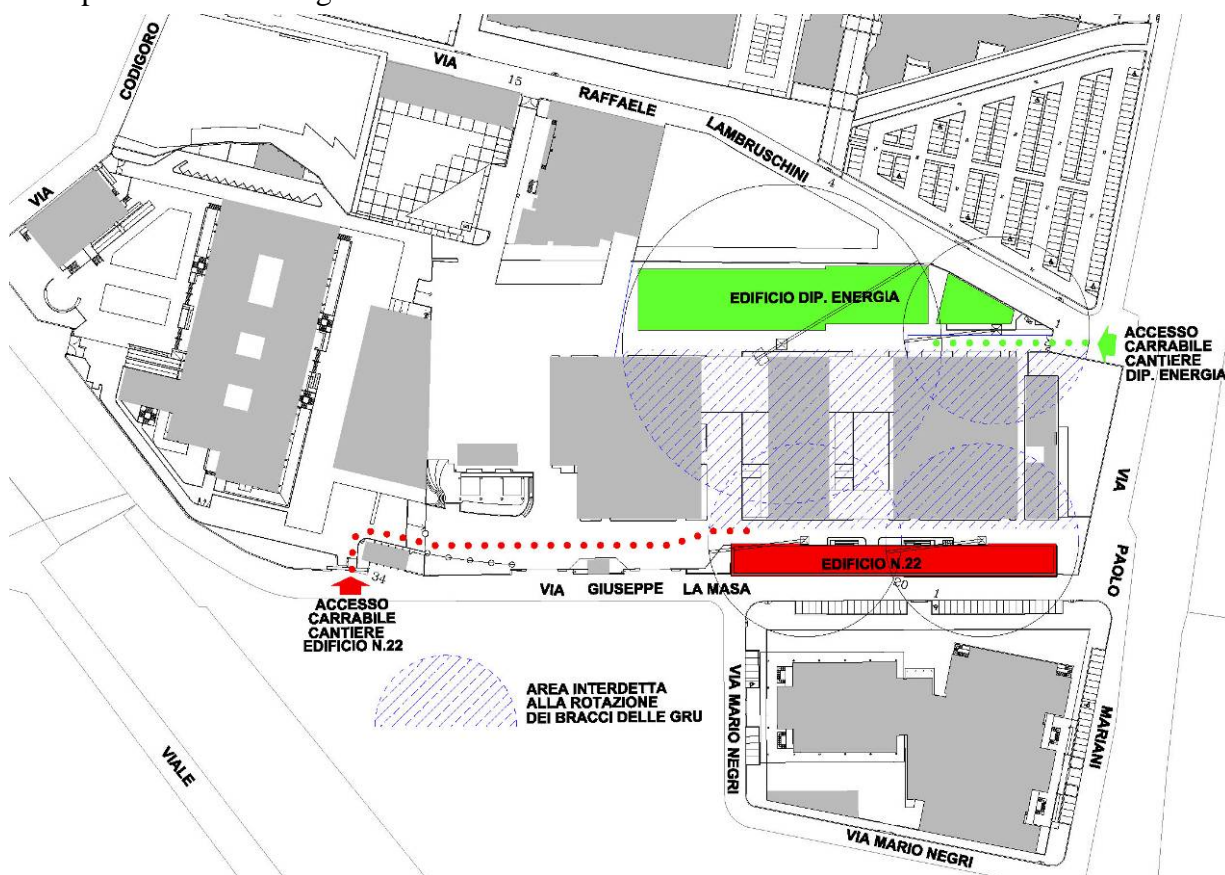 CODIGORO
VIA
VIA
15
RAFFAELE
LAMBRUSCHINI
4
EDIFICIO DIP. ENERGIA
1
ACCESSO
CARRABILE
CANTIERE
DIP. ENERGIA
VIA
PAOLO
MARIANI
EDIFICIO N.22
20
1
VIA GIUSEPPE LA MASA
34
ACCESSO
CARRABILE
CANTIERE
EDIFICIO N.22
AREA INTERDETTA
ALLA ROTAZIONE
DEI BRACCI DELLE GRU
VIALE
VIA MARIO NEGRI
VIA MARIO NEGRI